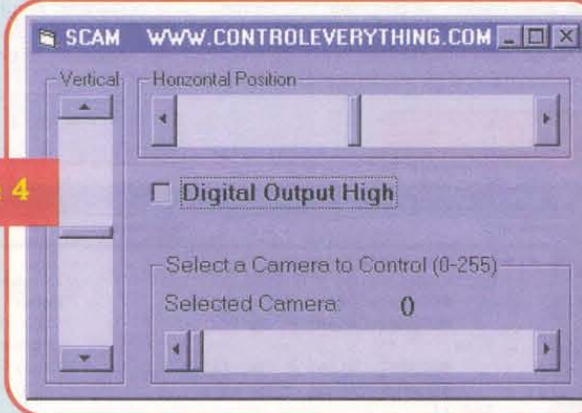 SCAM WWW.CONTROLEVERYTHING.COM
Vertical
Horizontal Position
4
Digital Output High
Select a Camera to Control (0-255)
Selected Camera: 0